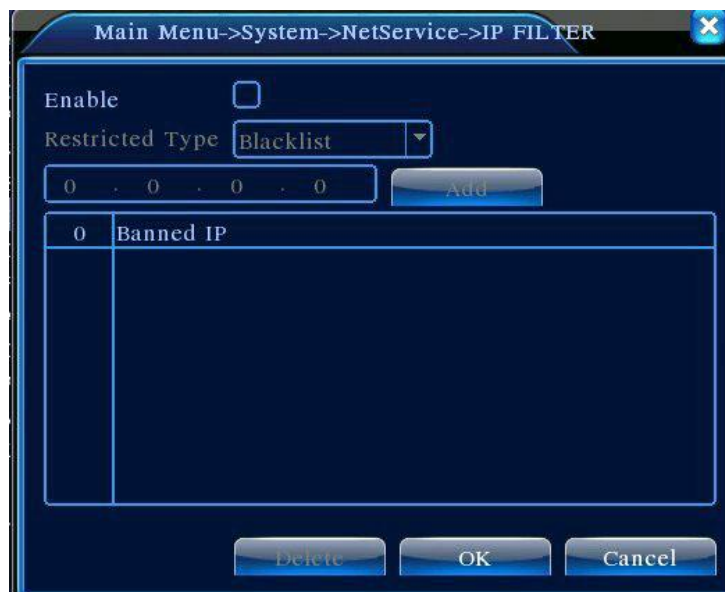 Main Menu->System->NetService->IP FILTER
Enable
Restricted Type Blacklist
0 . 0 . 0 . 0 Add
0 Banned IP
Delete OK Cancel